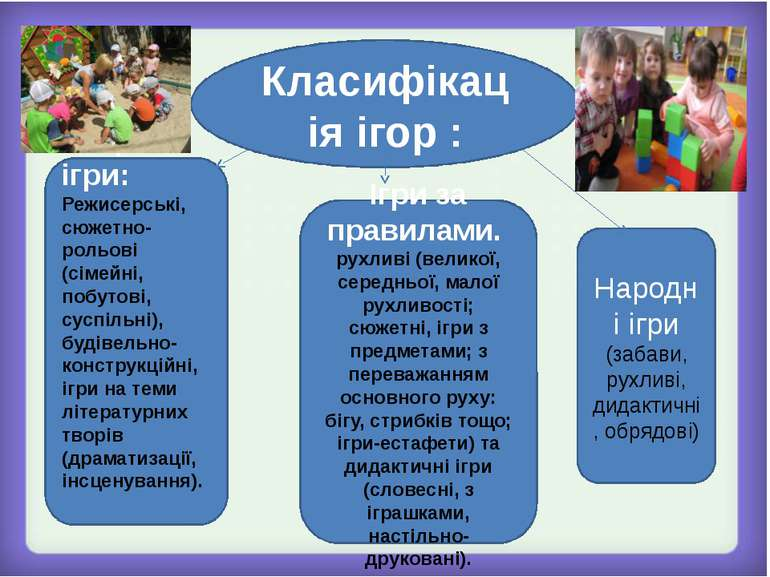 Класифікац
ія ігор :
ігри:
Режисерські,
сюжетно-
рольові
(сімейні,
побутові,
суспільні),
будівельно-
конструкційні,
ігри на теми
літературних
творів
(драматизації,
інсценування).
Ігри за
правилами.
рухливі (великої,
середньої, малої
рухливості;
сюжетні, ігри з
предметами; з
переважанням
основного руху:
бігу, стрибків тощо;
ігри-естафети) та
дидактичні ігри
(словесні, з
іграшками,
настільно-
друковані).
Народн
і ігри
(забави,
рухливі,
дидактичні
, обрядові)